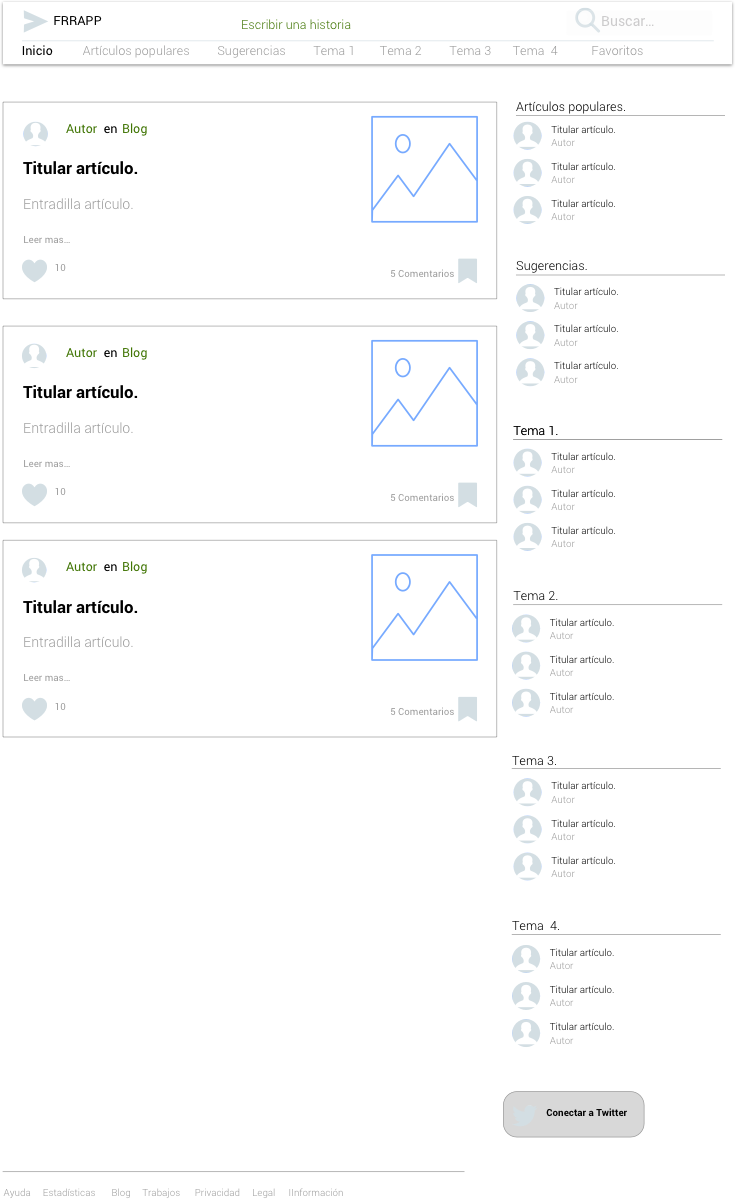 FRRAPP
Escribir una historia
Buscar...
Inicio Artículos populares Sugerencias Tema 1 Tema 2 Tema 3 Tema 4 Favoritos
Autor en Blog
Titular artículo.
Entradilla artículo.
Leer mas...
10
5 Comentarios
Autor en Blog
Titular artículo.
Entradilla artículo.
Leer mas...
10
5 Comentarios
Autor en Blog
Titular artículo.
Entradilla artículo.
Leer mas...
10
5 Comentarios
Artículos populares.
Titular artículo.
Autor
Titular artículo.
Autor
Titular artículo.
Autor
Sugerencias.
Titular artículo.
Autor
Titular artículo.
Autor
Titular artículo.
Autor
Tema 1.
Titular artículo.
Autor
Titular artículo.
Autor
Titular artículo.
Autor
Tema 2.
Titular artículo.
Autor
Titular artículo.
Autor
Titular artículo.
Autor
Tema 3.
Titular artículo.
Autor
Titular artículo.
Autor
Titular artículo.
Autor
Tema 4.
Titular artículo.
Autor
Titular artículo.
Autor
Titular artículo.
Autor
Conectar a Twitter
Ayuda Estadísticas Blog Trabajos Privacidad Legal IInformación